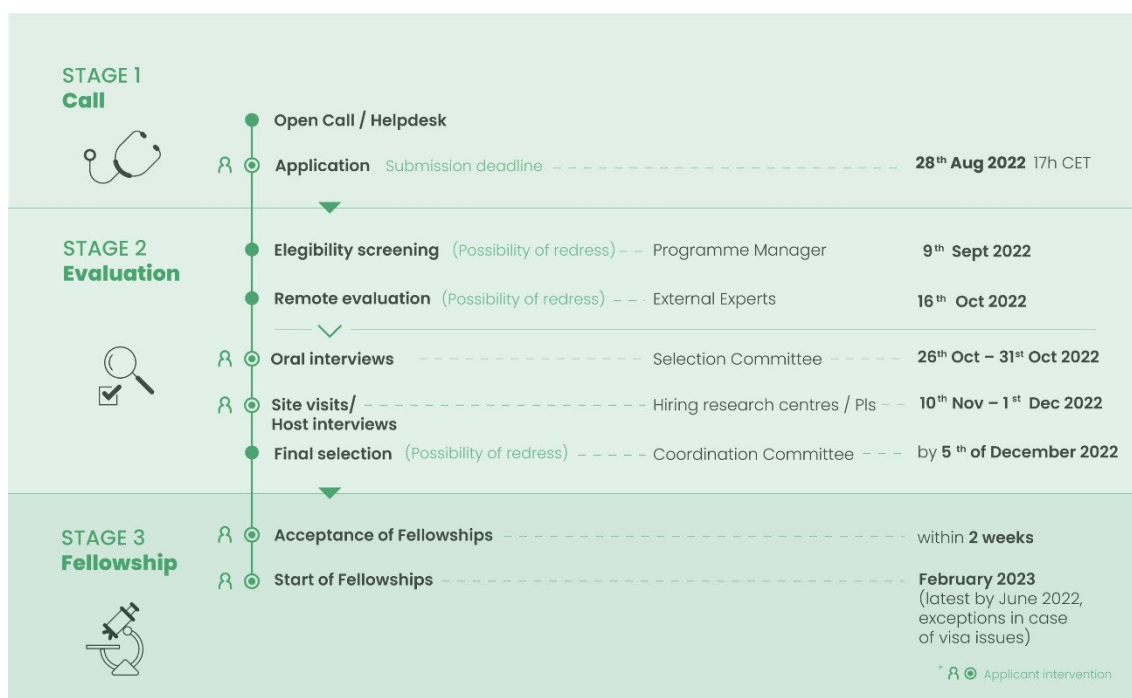 STAGE 1
Call
Open Call / Helpdesk
Application Submission deadline 28th Aug 2022 17h CET
STAGE 2
Evaluation
Elegibility screening (Possibility of redress) Programme Manager 9th Sept 2022
Remote evaluation (Possibility of redress) External Experts 16th Oct 2022
Oral interviews Selection Committee 26th Oct – 31st Oct 2022
Site visits/ Hiring research centres / PIs 10th Nov – 1st Dec 2022
Host interviews
Final selection (Possibility of redress) Coordination Committee by 5th of December 2022
STAGE 3
Fellowship
Acceptance of Fellowships within 2 weeks
Start of Fellowships February 2023
(latest by June 2022,
exceptions in case
of visa issues)
* Applicant intervention